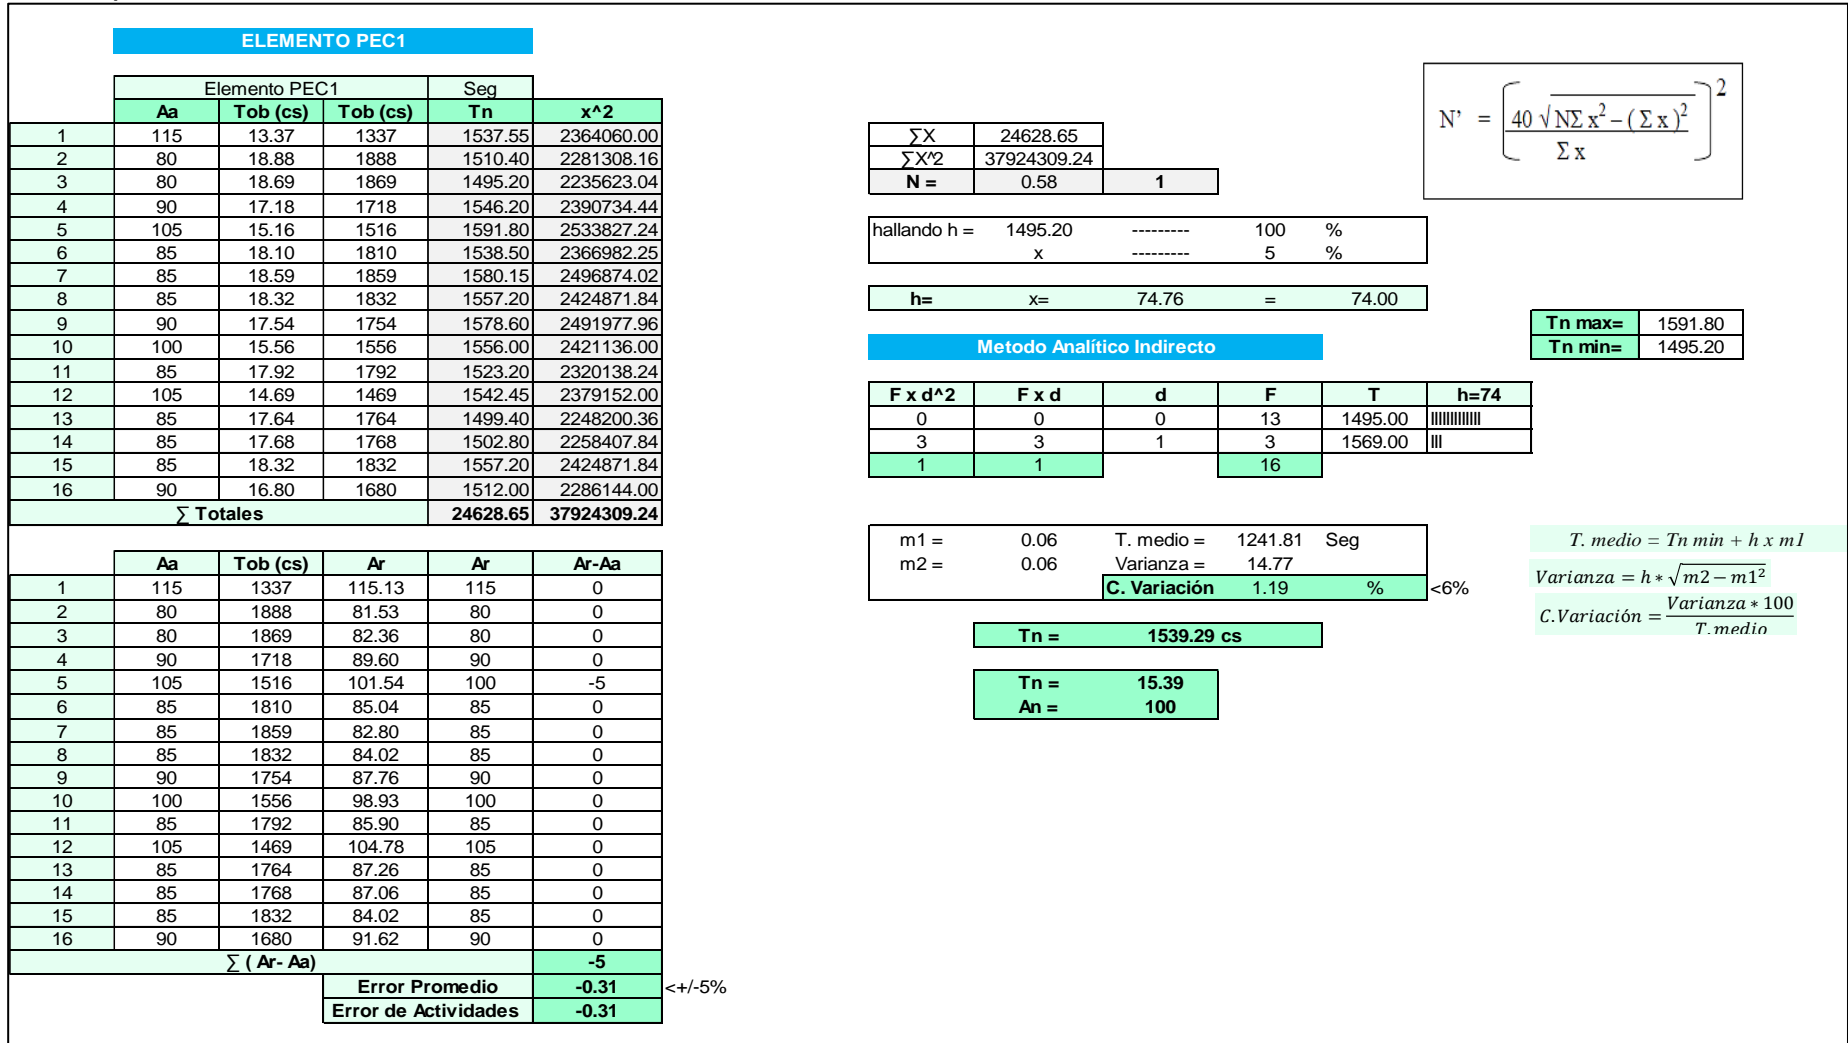 ELEMENTO PEC1
Elemento PEC1 Seg
Aa Tob (cs) Tob (cs) Tn x^2
1 115 13.37 1337 1537.55 2364060.00
2 80 18.88 1888 1510.40 2281308.16
3 80 18.69 1869 1495.20 2235623.04
4 90 17.18 1718 1546.20 2390734.44
5 105 15.16 1516 1591.80 2533827.24
6 85 18.10 1810 1538.50 2366982.25
7 85 18.59 1859 1580.15 2496874.02
8 85 18.32 1832 1557.20 2424871.84
9 90 17.54 1754 1578.60 2491977.96
10 100 15.56 1556 1556.00 2421136.00
11 85 17.92 1792 1523.20 2320138.24
12 105 14.69 1469 1542.45 2379152.00
13 85 17.64 1764 1499.40 2248200.36
14 85 17.68 1768 1502.80 2258407.84
15 85 18.32 1832 1557.20 2424871.84
16 90 16.80 1680 1512.00 2286144.00
∑ Totales 24628.65 37924309.24
Aa Tob (cs) Ar Ar Ar-Aa
1 115 1337 115.13 115 0
2 80 1888 81.53 80 0
3 80 1869 82.36 80 0
4 90 1718 89.60 90 0
5 105 1516 101.54 100 -5
6 85 1810 85.04 85 0
7 85 1859 82.80 85 0
8 85 1832 84.02 85 0
9 90 1754 87.76 90 0
10 100 1556 98.93 100 0
11 85 1792 85.90 85 0
12 105 1469 104.78 105 0
13 85 1764 87.26 85 0
14 85 1768 87.06 85 0
15 85 1832 84.02 85 0
16 90 1680 91.62 90 0
∑ ( Ar- Aa) -5
Error Promedio -0.31 <+/-5%
Error de Actividades -0.31
∑X 24628.65
∑X^2 37924309.24
N = 0.58 1
N' = ( 40 √ NΣ x² – ( Σ x )² / Σ x )²
hallando h = 1495.20 --------- 100 %
x --------- 5 %
h= x= 74.76 = 74.00
Tn max= 1591.80
Tn min= 1495.20
Metodo Analítico Indirecto
F x d^2 F x d d F T h=74
0 0 0 13 1495.00 IIIIIIIIIIIII
3 3 1 3 1569.00 III
1 1 16
m1 = 0.06 T. medio = 1241.81 Seg
m2 = 0.06 Varianza = 14.77
C. Variación 1.19 % <6%
T. medio = Tn min + h x m1
Varianza = h * √m2 − m1²
C.Variación = Varianza * 100 / T.medio
Tn = 1539.29 cs
Tn = 15.39
An = 100